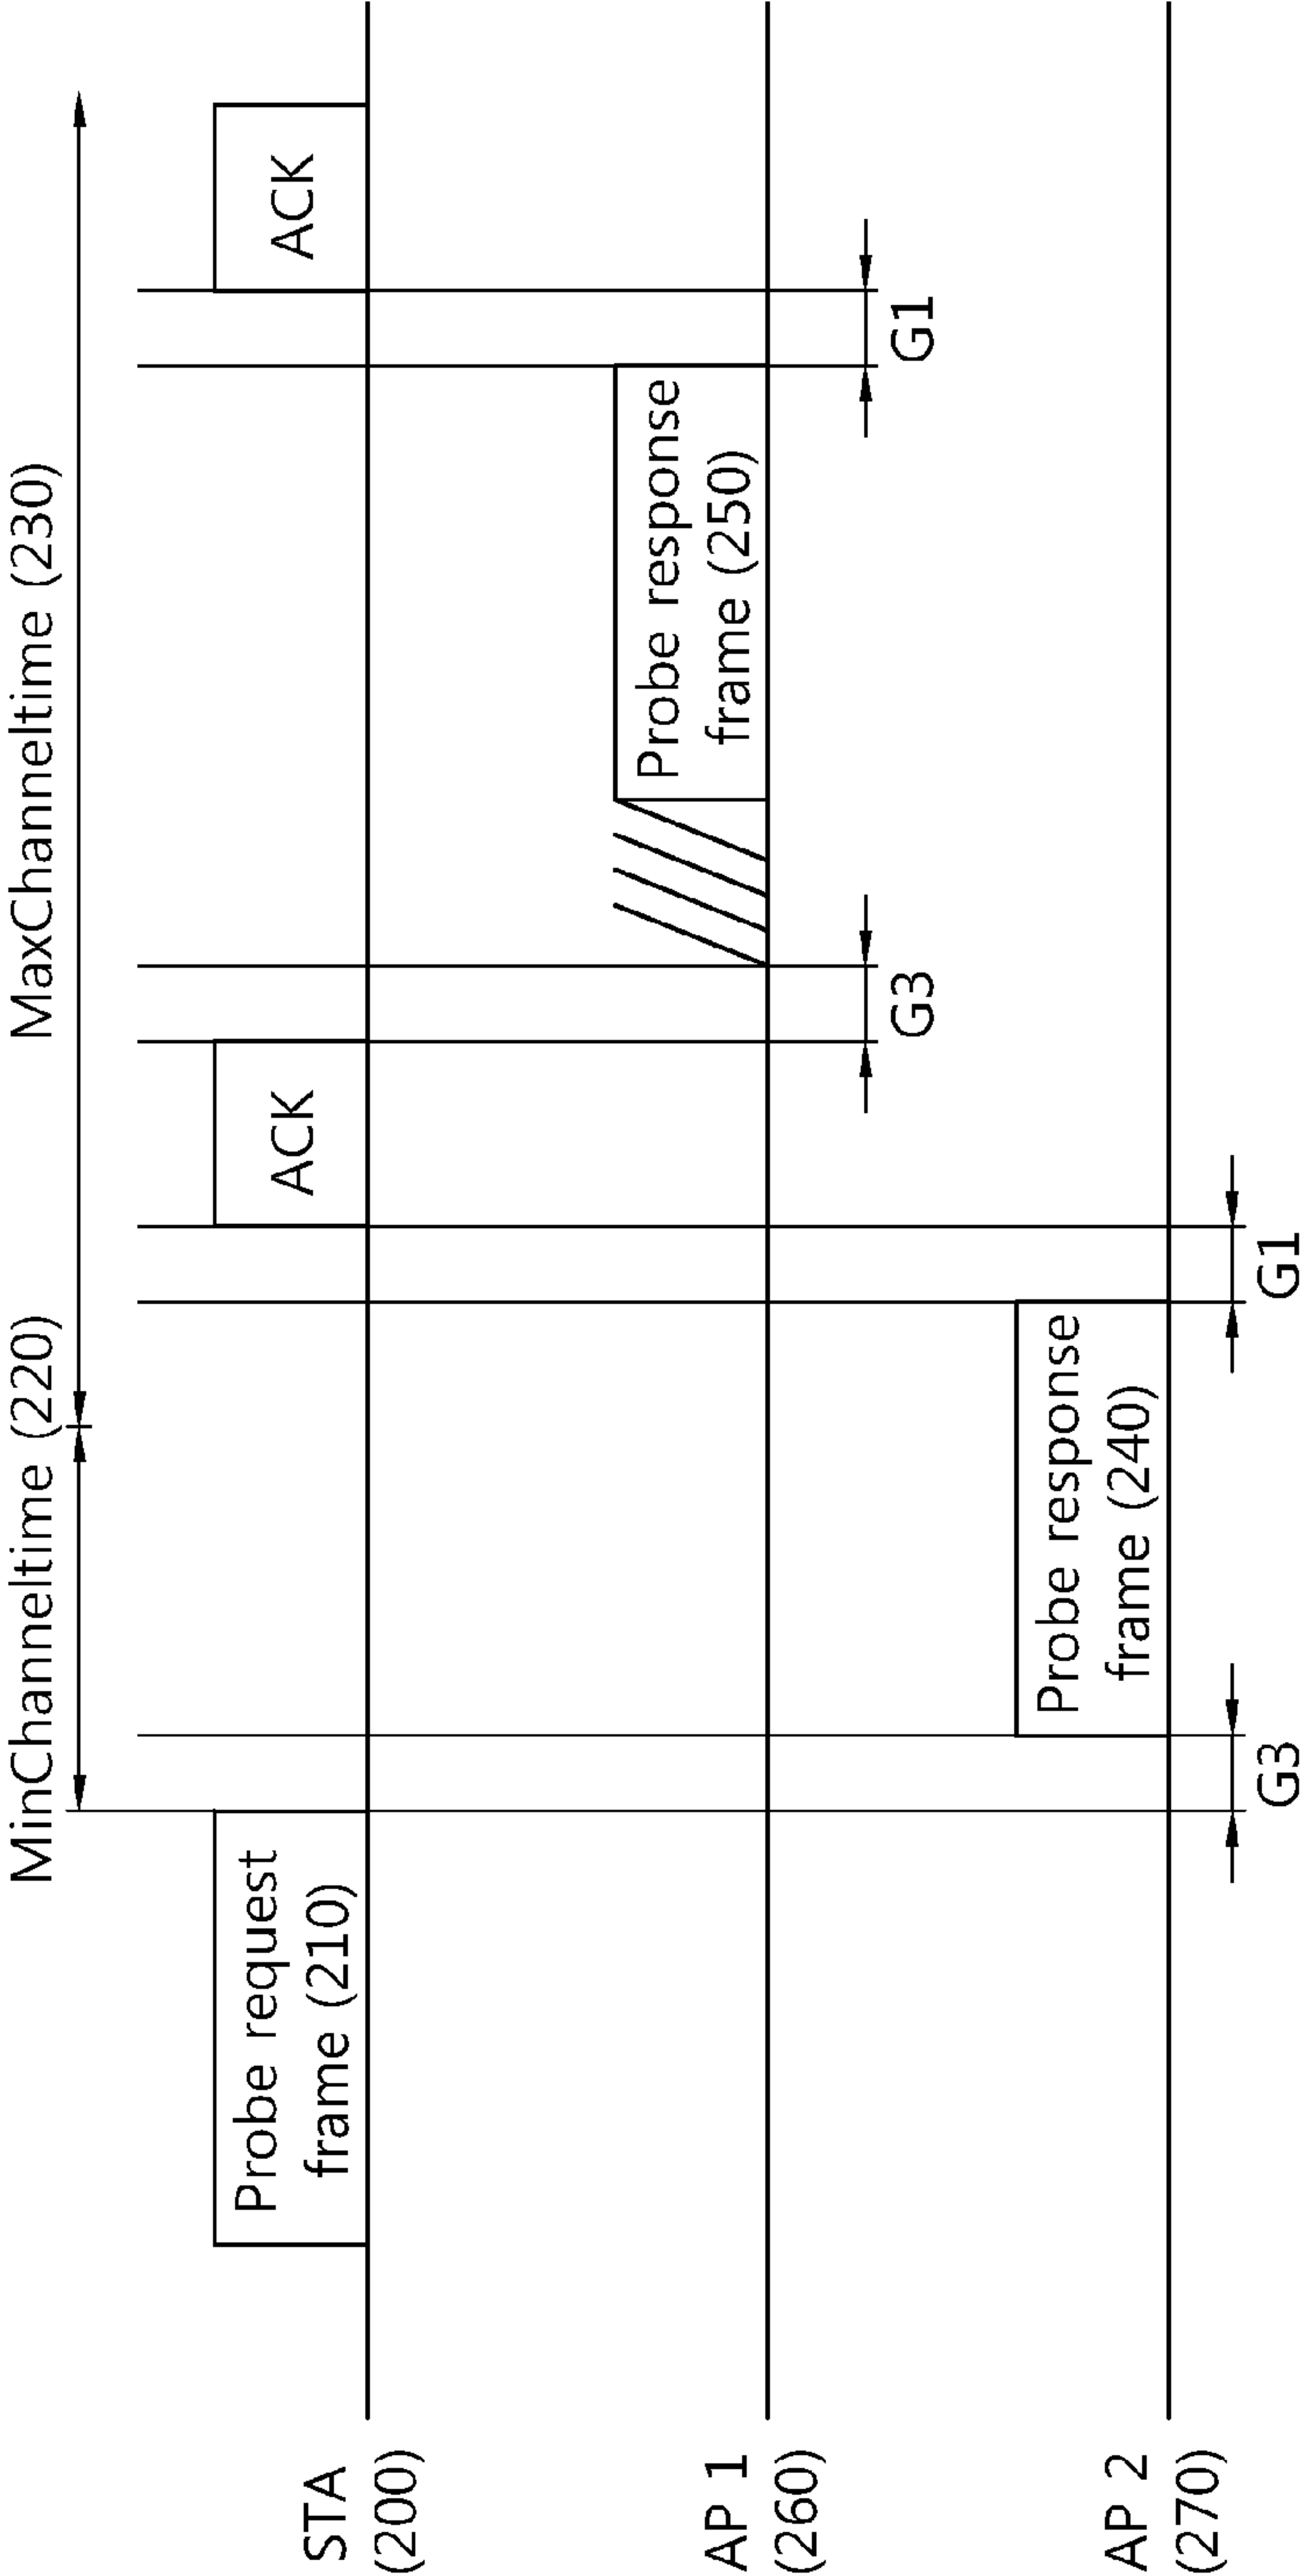 MinChanneltime (220)
MaxChanneltime (230)
STA
(200)
Probe request
frame (210)
ACK
ACK
AP 1
(260)
Probe response
frame (250)
G3
G1
AP 2
(270)
Probe response
frame (240)
G3
G1